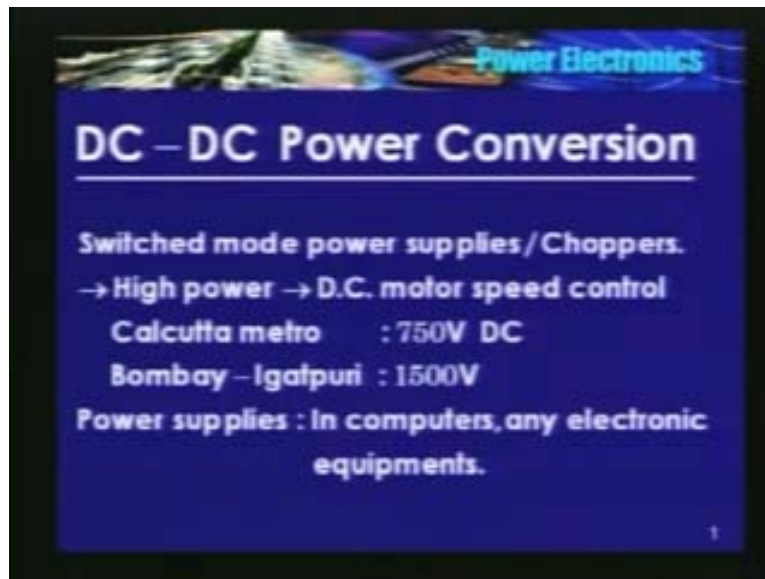 Power Electronics
DC – DC Power Conversion
Switched mode power supplies / Choppers.
→ High power → D.C. motor speed control
Calcutta metro : 750V DC
Bombay – Igatpuri : 1500V
Power supplies : In computers, any electronic
equipments.
1